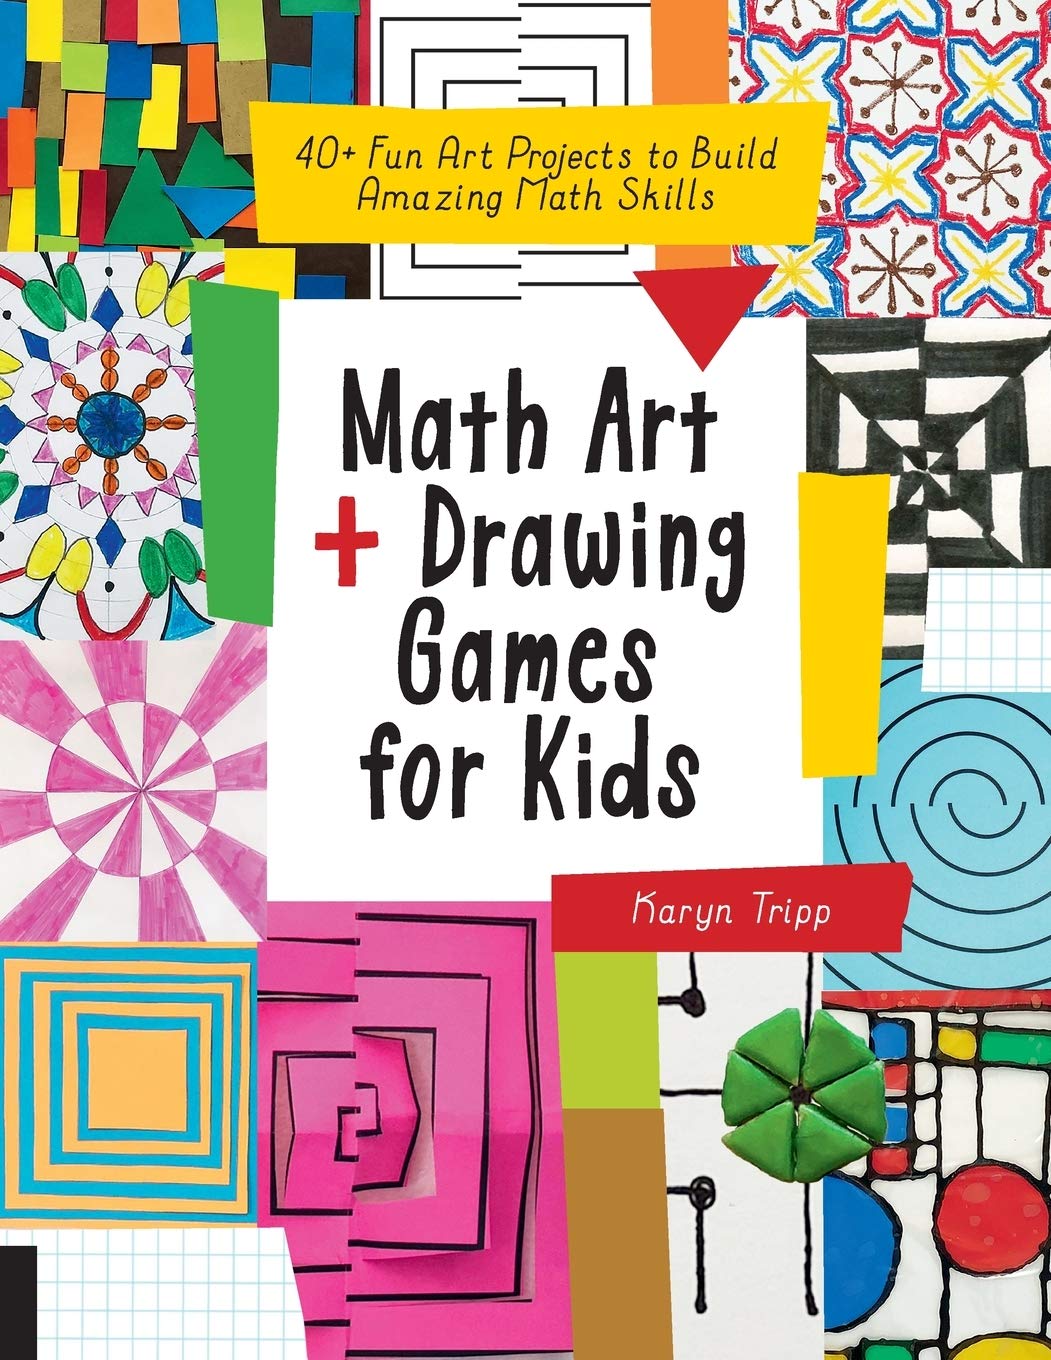 40+ Fun Art Projects to Build
Amazing Math Skills
Math Art
+ Drawing
Games
for Kids
Karyn Tripp